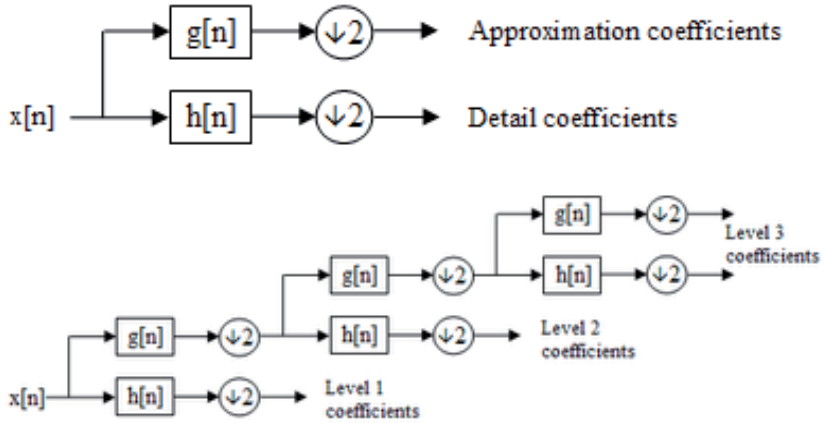 g[n] ↓2 Approximation coefficients
x[n]
h[n] ↓2 Detail coefficients
g[n] ↓2
Level 3
coefficients
g[n] ↓2 h[n] ↓2
g[n] ↓2 h[n] ↓2 Level 2
coefficients
x[n] h[n] ↓2 Level 1
coefficients